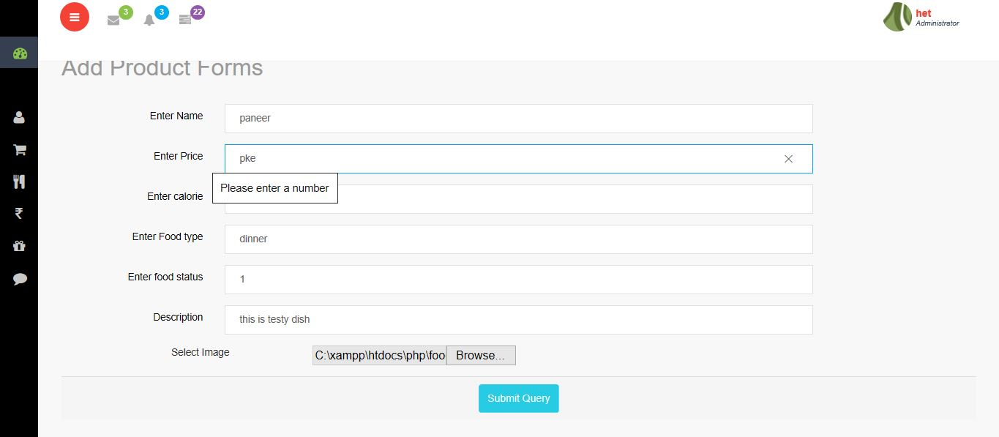 3
3
22
het
Administrator
Add Product Forms
Enter Name
paneer
Enter Price
pke
Please enter a number
Enter calorie
Enter Food type
dinner
Enter food status
1
Description
this is testy dish
Select Image
C:\xampp\htdocs\php\foo
Browse...
Submit Query